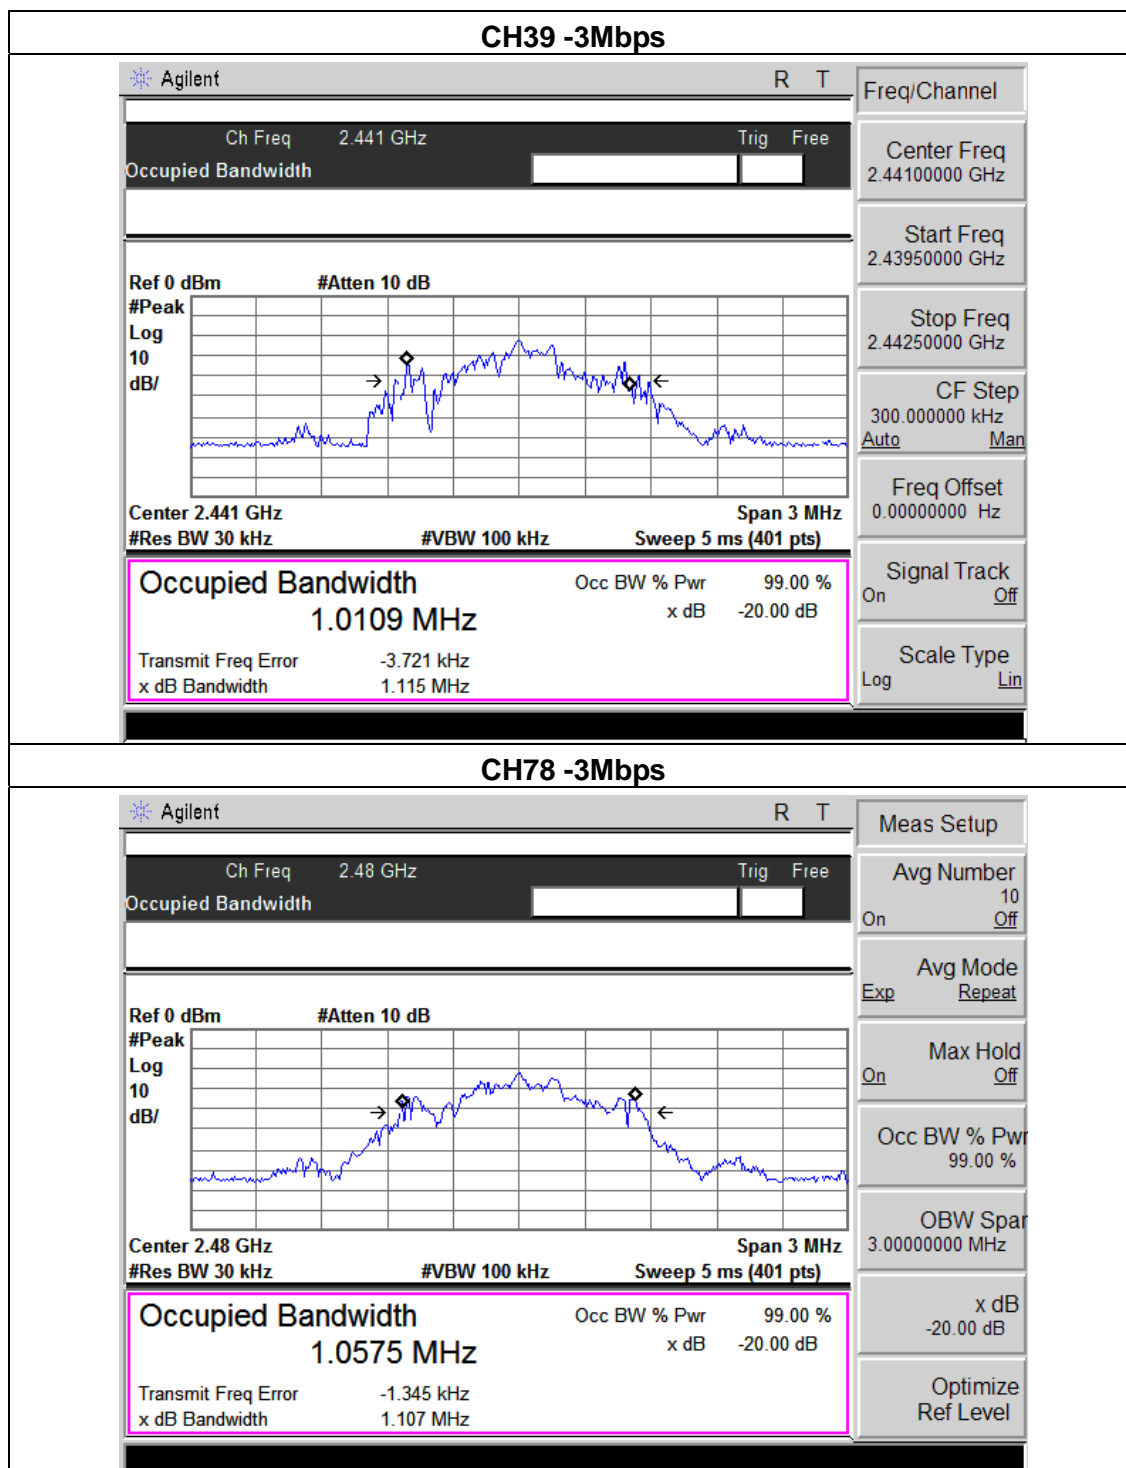 CH39 -3Mbps
Agilent R T
Freq/Channel
Ch Freq 2.441 GHz Trig Free
Occupied Bandwidth
Center Freq
2.44100000 GHz
Start Freq
2.43950000 GHz
Stop Freq
2.44250000 GHz
CF Step
300.000000 kHz
Auto Man
Freq Offset
0.00000000 Hz
Signal Track
On Off
Scale Type
Log Lin
Ref 0 dBm #Atten 10 dB
#Peak
Log
10
dB/
Center 2.441 GHz Span 3 MHz
#Res BW 30 kHz #VBW 100 kHz Sweep 5 ms (401 pts)
Occupied Bandwidth Occ BW % Pwr 99.00 %
1.0109 MHz x dB -20.00 dB
Transmit Freq Error -3.721 kHz
x dB Bandwidth 1.115 MHz
CH78 -3Mbps
Agilent R T
Meas Setup
Ch Freq 2.48 GHz Trig Free
Occupied Bandwidth
Avg Number
10
On Off
Avg Mode
Exp Repeat
Max Hold
On Off
Occ BW % Pwr
99.00 %
OBW Span
3.00000000 MHz
x dB
-20.00 dB
Optimize
Ref Level
Ref 0 dBm #Atten 10 dB
#Peak
Log
10
dB/
Center 2.48 GHz Span 3 MHz
#Res BW 30 kHz #VBW 100 kHz Sweep 5 ms (401 pts)
Occupied Bandwidth Occ BW % Pwr 99.00 %
1.0575 MHz x dB -20.00 dB
Transmit Freq Error -1.345 kHz
x dB Bandwidth 1.107 MHz